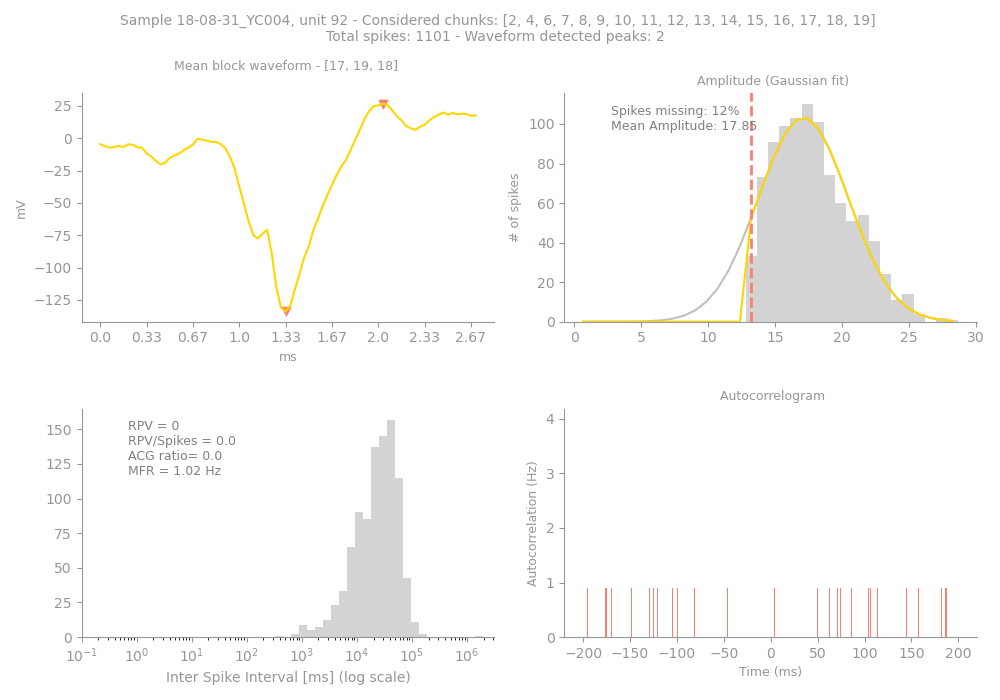 Sample 18-08-31_YC004, unit 92 - Considered chunks: [2, 4, 6, 7, 8, 9, 10, 11, 12, 13, 14, 15, 16, 17, 18, 19]
Total spikes: 1101 - Waveform detected peaks: 2
Mean block waveform - [17, 19, 18]
25
0
−25
−50
−75
−100
−125
mV
0.0 0.33 0.67 1.0 1.33 1.67 2.0 2.33 2.67
ms
Amplitude (Gaussian fit)
Spikes missing: 12%
Mean Amplitude: 17.85
100
80
60
40
20
0
# of spikes
0 5 10 15 20 25 30
RPV = 0
RPV/Spikes = 0.0
ACG ratio= 0.0
MFR = 1.02 Hz
150
125
100
75
50
25
0
10⁻¹ 10⁰ 10¹ 10² 10³ 10⁴ 10⁵ 10⁶
Inter Spike Interval [ms] (log scale)
Autocorrelogram
4
3
2
1
0
Autocorrelation (Hz)
−200 −150 −100 −50 0 50 100 150 200
Time (ms)